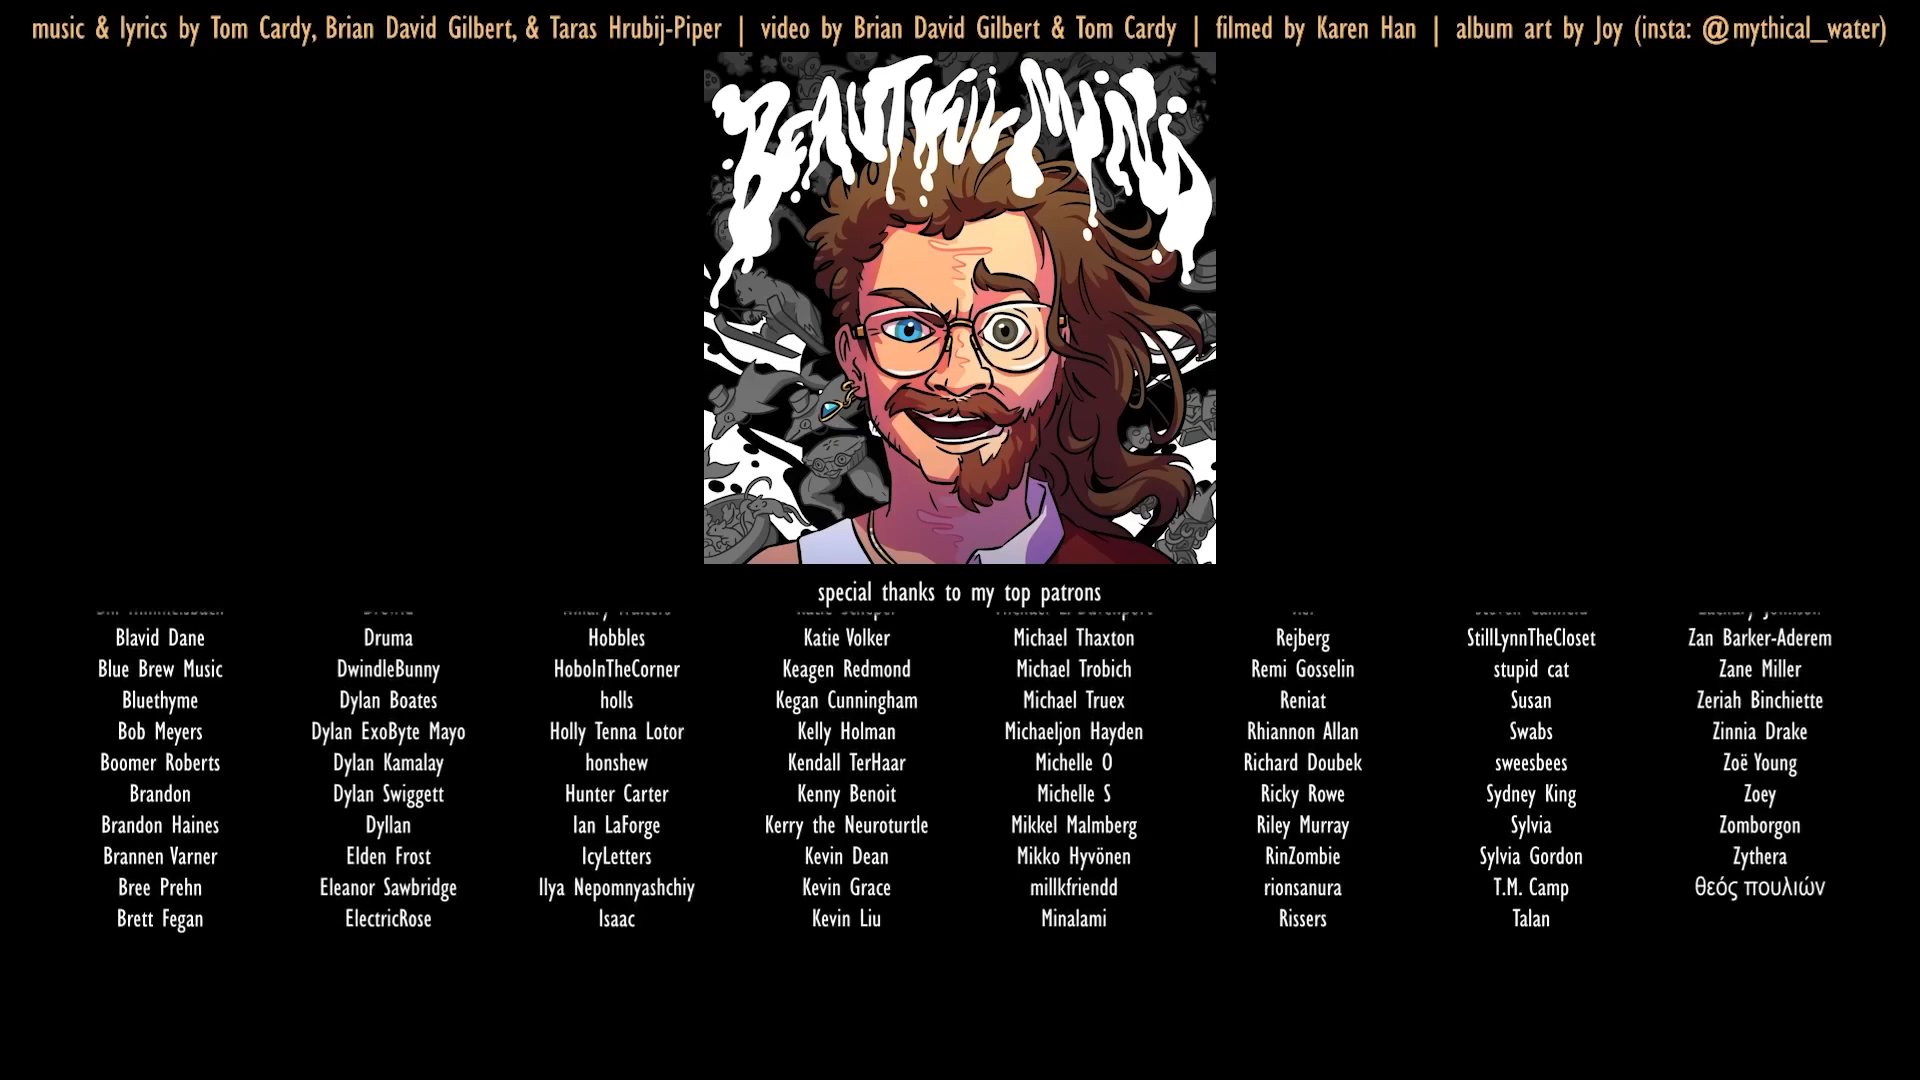 music & lyrics by Tom Cardy, Brian David Gilbert, & Taras Hrubij-Piper | video by Brian David Gilbert & Tom Cardy | filmed by Karen Han | album art by Joy (insta: @mythical_water)
BEAUTIFUL MIND
special thanks to my top patrons
Blavid Dane Druma Hobbles Katie Volker Michael Thaxton Rejberg StillLynnTheCloset Zan Barker-Aderem
Blue Brew Music DwindleBunny HoboInTheCorner Keagen Redmond Michael Trobich Remi Gosselin stupid cat Zane Miller
Bluethyme Dylan Boates holls Kegan Cunningham Michael Truex Reniat Susan Zeriah Binchiette
Bob Meyers Dylan ExoByte Mayo Holly Tenna Lotor Kelly Holman Michaeljon Hayden Rhiannon Allan Swabs Zinnia Drake
Boomer Roberts Dylan Kamalay honshew Kendall TerHaar Michelle O Richard Doubek sweesbees Zoë Young
Brandon Dylan Swiggett Hunter Carter Kenny Benoit Michelle S Ricky Rowe Sydney King Zoey
Brandon Haines Dyllan Ian LaForge Kerry the Neuroturtle Mikkel Malmberg Riley Murray Sylvia Zomborgon
Brannen Varner Elden Frost IcyLetters Kevin Dean Mikko Hyvönen RinZombie Sylvia Gordon Zythera
Bree Prehn Eleanor Sawbridge Ilya Nepomnyashchiy Kevin Grace millkfriendd rionsanura T.M. Camp θεός πουλιών
Brett Fegan ElectricRose Isaac Kevin Liu Minalami Rissers Talan